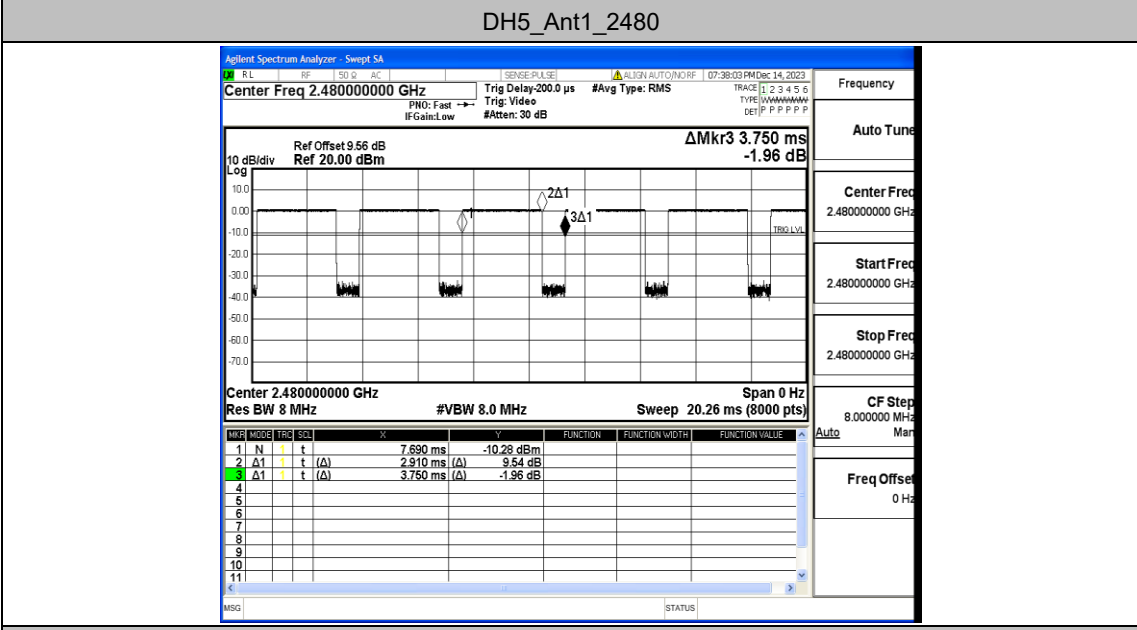 DH5_Ant1_2480
Agilent Spectrum Analyzer - Swept SA
RL RF 50 Ω AC SENSE:PULSE ALIGN AUTO/NO RF 07:38:03 PM Dec 14, 2023
Center Freq 2.480000000 GHz
PNO: Fast
IFGain:Low
Trig Delay-200.0 µs
Trig: Video
#Atten: 30 dB
#Avg Type: RMS
TRACE 1 2 3 4 5 6
TYPE
DET P P P P P P
ΔMkr3 3.750 ms
-1.96 dB
Ref Offset 9.56 dB
10 dB/div Ref 20.00 dBm
Log
10.0
0.00
-10.0
-20.0
-30.0
-40.0
-50.0
-60.0
-70.0
1
2Δ1
3Δ1
TRIG LVL
Center 2.480000000 GHz Span 0 Hz
Res BW 8 MHz #VBW 8.0 MHz Sweep 20.26 ms (8000 pts)
MKR MODE TRC SCL X Y FUNCTION FUNCTION WIDTH FUNCTION VALUE
1 N 1 t 7.690 ms -10.28 dBm
2 Δ1 1 t (Δ) 2.910 ms (Δ) 9.54 dB
3 Δ1 1 t (Δ) 3.750 ms (Δ) -1.96 dB
4
5
6
7
8
9
10
11
MSG STATUS
Frequency
Auto Tune
Center Freq
2.480000000 GHz
Start Freq
2.480000000 GHz
Stop Freq
2.480000000 GHz
CF Step
8.000000 MHz
Auto Man
Freq Offset
0 Hz